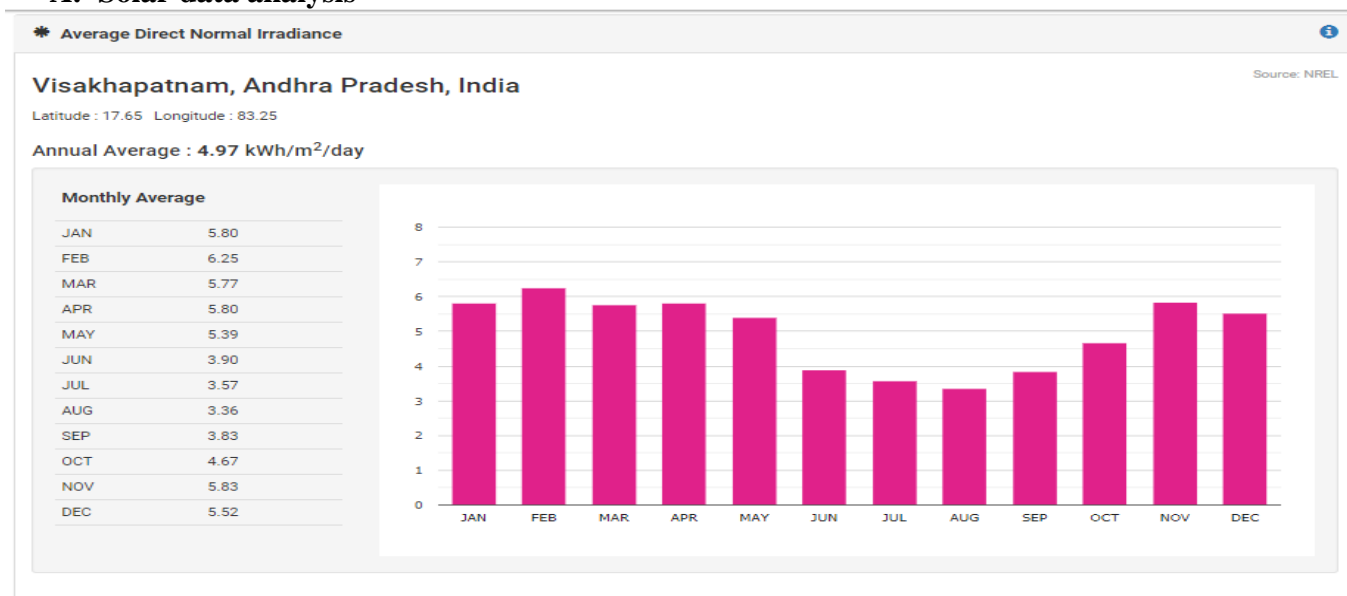 A. Solar data analysis
Average Direct Normal Irradiance
Source: NREL
Visakhapatnam, Andhra Pradesh, India
Latitude : 17.65 Longitude : 83.25
Annual Average : 4.97 kWh/m²/day
Monthly Average
JAN 5.80
FEB 6.25
MAR 5.77
APR 5.80
MAY 5.39
JUN 3.90
JUL 3.57
AUG 3.36
SEP 3.83
OCT 4.67
NOV 5.83
DEC 5.52
8
7
6
5
4
3
2
1
0
JAN FEB MAR APR MAY JUN JUL AUG SEP OCT NOV DEC